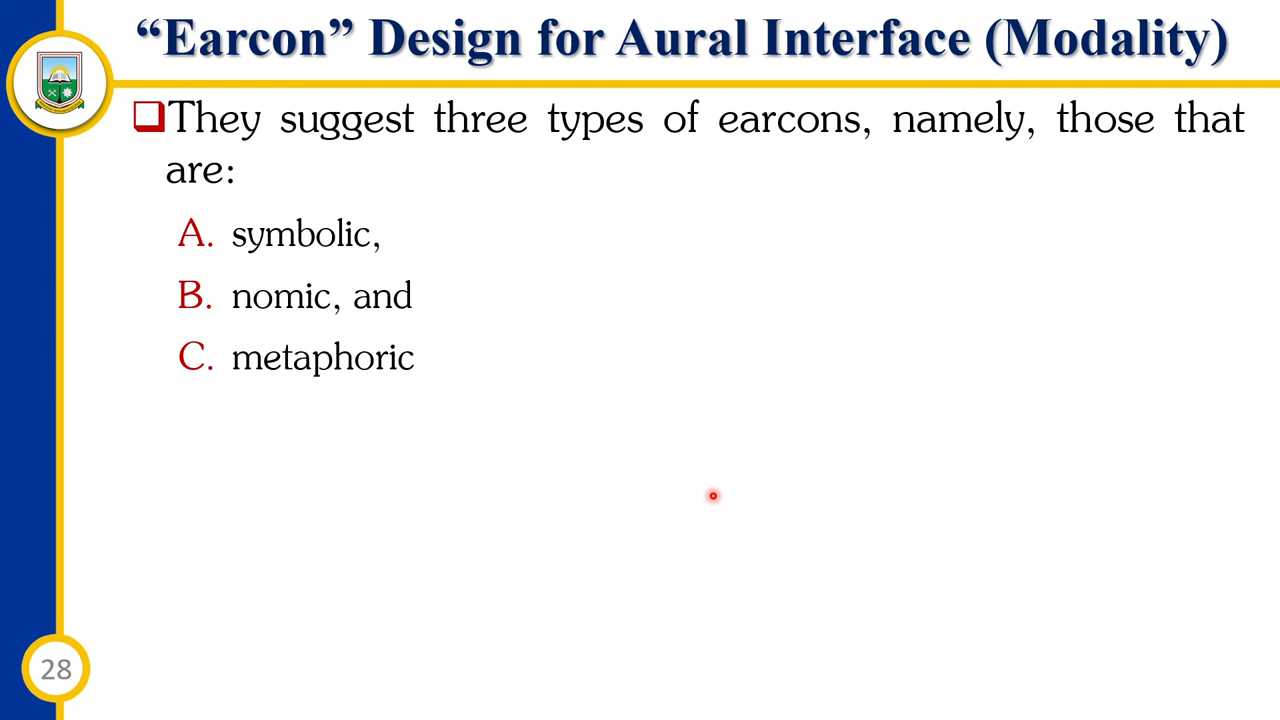 “Earcon” Design for Aural Interface (Modality)
They suggest three types of earcons, namely, those that
are:
A. symbolic,
B. nomic, and
C. metaphoric
28